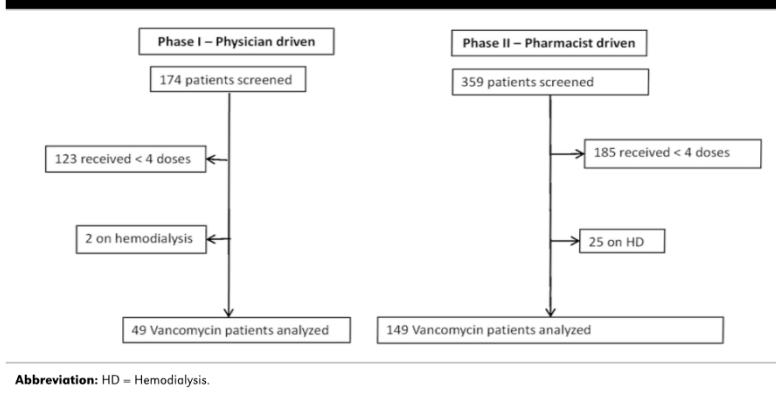 Phase I – Physician driven
174 patients screened
123 received < 4 doses
2 on hemodialysis
49 Vancomycin patients analyzed
Phase II – Pharmacist driven
359 patients screened
185 received < 4 doses
25 on HD
149 Vancomycin patients analyzed
Abbreviation: HD = Hemodialysis.